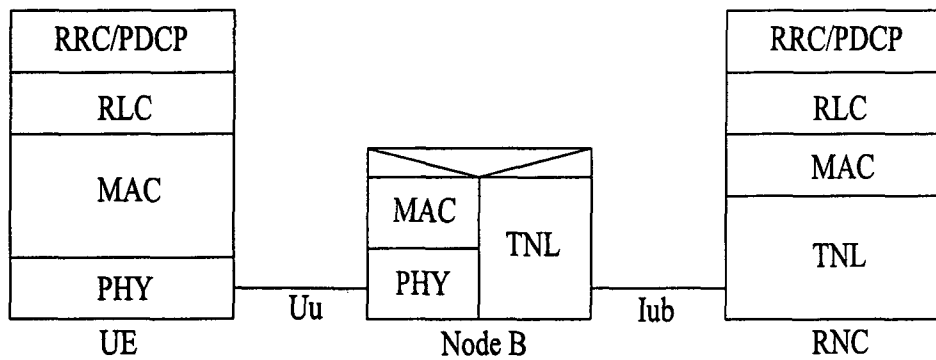 RRC/PDCP
RLC
MAC
PHY
UE
Uu
MAC
PHY
TNL
Node B
Iub
RRC/PDCP
RLC
MAC
TNL
RNC